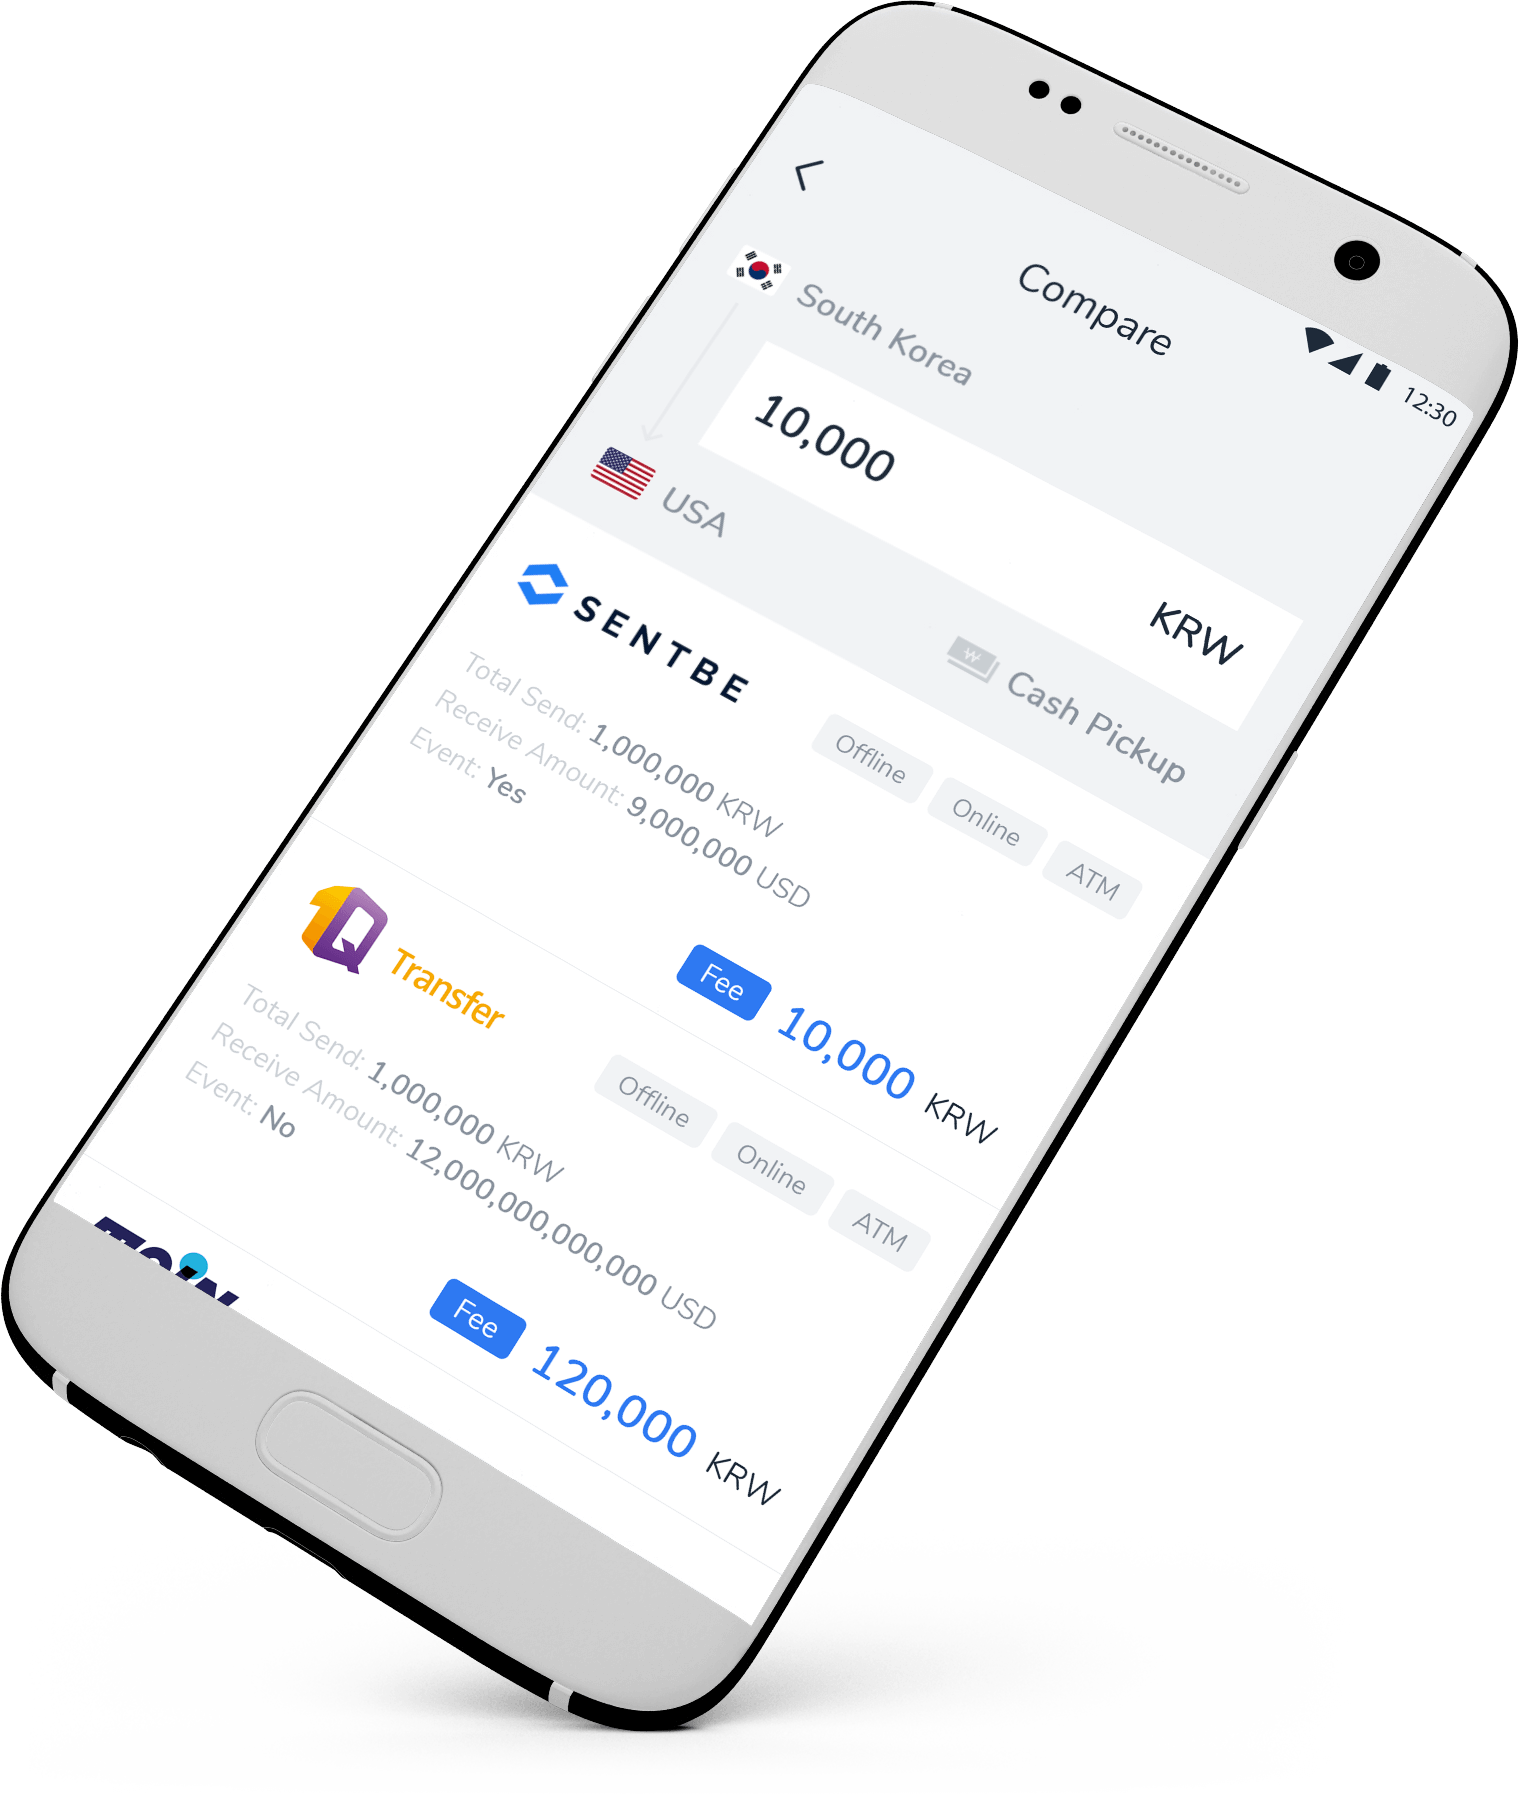 12:30
Compare
South Korea
10,000 KRW
USA
Cash Pickup
SENTBE
Offline Online ATM
Total Send: 1,000,000 KRW
Receive Amount: 9,000,000 USD
Event: Yes
Fee 10,000 KRW
1Q Transfer
Offline Online ATM
Total Send: 1,000,000 KRW
Receive Amount: 12,000,000,000,000 USD
Event: No
Fee 120,000 KRW